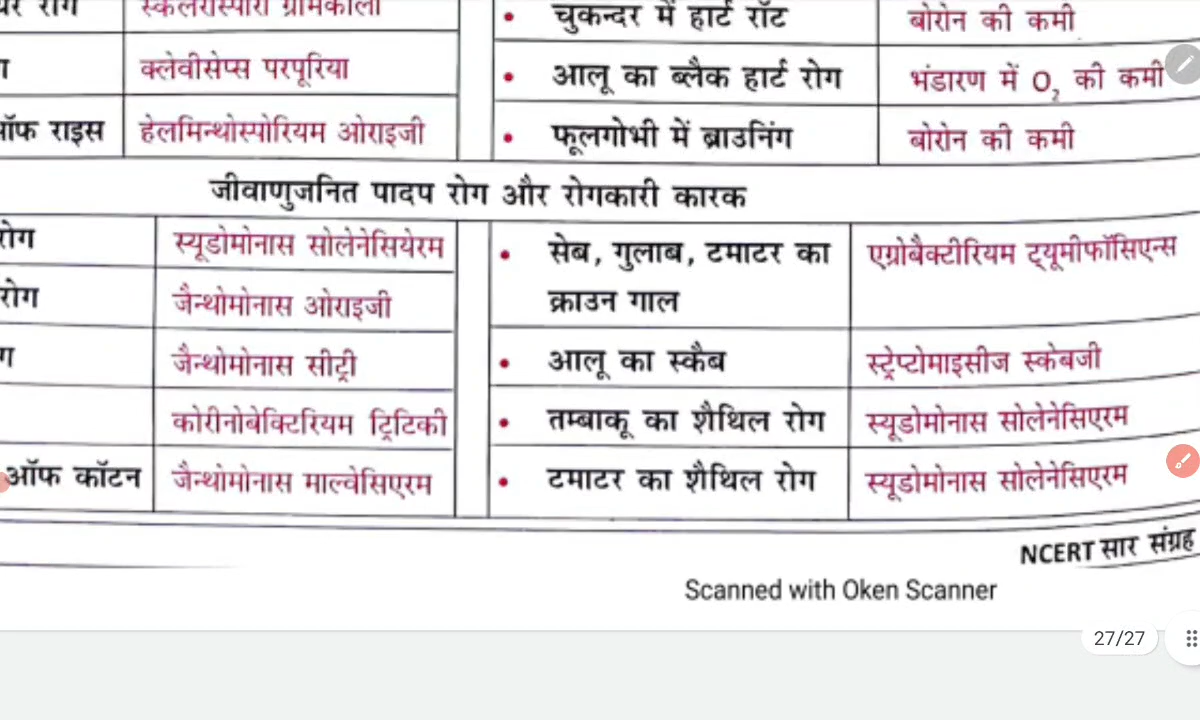 स्क्लेरोस्पोरा ग्रामिकोला • चुकन्दर में हार्ट रॉट बोरोन की कमी
क्लेवीसेप्स परपूरिया • आलू का ब्लैक हार्ट रोग भंडारण में O₂ की कमी
ऑफ राइस हेलमिन्थोस्पोरियम ओराइजी • फूलगोभी में ब्राउनिंग बोरोन की कमी
जीवाणुजनित पादप रोग और रोगकारी कारक
रोग स्यूडोमोनास सोलेनेसियेरम • सेब, गुलाब, टमाटर का एग्रोबैक्टीरियम ट्यूमीफॉसिएन्स
रोग जैन्थोमोनास ओराइजी क्राउन गाल
जैन्थोमोनास सीट्री • आलू का स्कैब स्ट्रेप्टोमाइसीज स्केबजी
कोरीनोबेक्टिरियम ट्रिटिकी • तम्बाकू का शैथिल रोग स्यूडोमोनास सोलेनेसिएरम
ऑफ कॉटन जैन्थोमोनास माल्वेसिएरम • टमाटर का शैथिल रोग स्यूडोमोनास सोलेनेसिएरम
NCERT सार संग्रह
Scanned with Oken Scanner
27/27